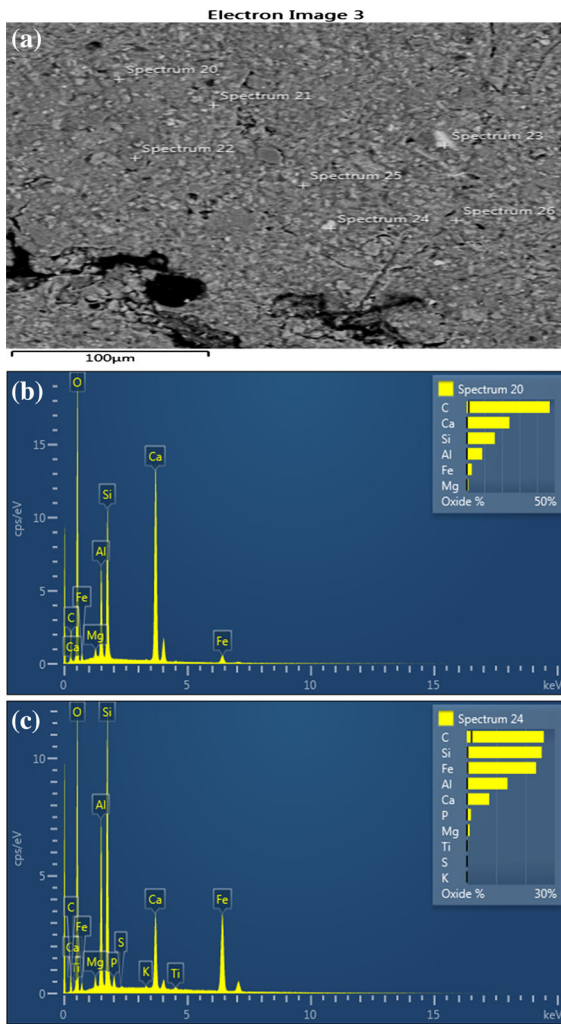 Electron Image 3
(a)
Spectrum 20
Spectrum 21
Spectrum 22
Spectrum 23
Spectrum 25
Spectrum 24
Spectrum 26
100µm
(b)
cps/eV
15
10
5
0
O
Ca
Si
Al
Fe
C
Ca
Mg
Fe
0 5 10 15 keV
Spectrum 20
C
Ca
Si
Al
Fe
Mg
Oxide % 50%
(c)
cps/eV
10
5
0
O
Si
Al
C
Ca
Fe
Ti
Mg
P
S
K
Ca
Ti
Fe
0 5 10 15 keV
Spectrum 24
C
Si
Fe
Al
Ca
P
Mg
Ti
S
K
Oxide % 30%